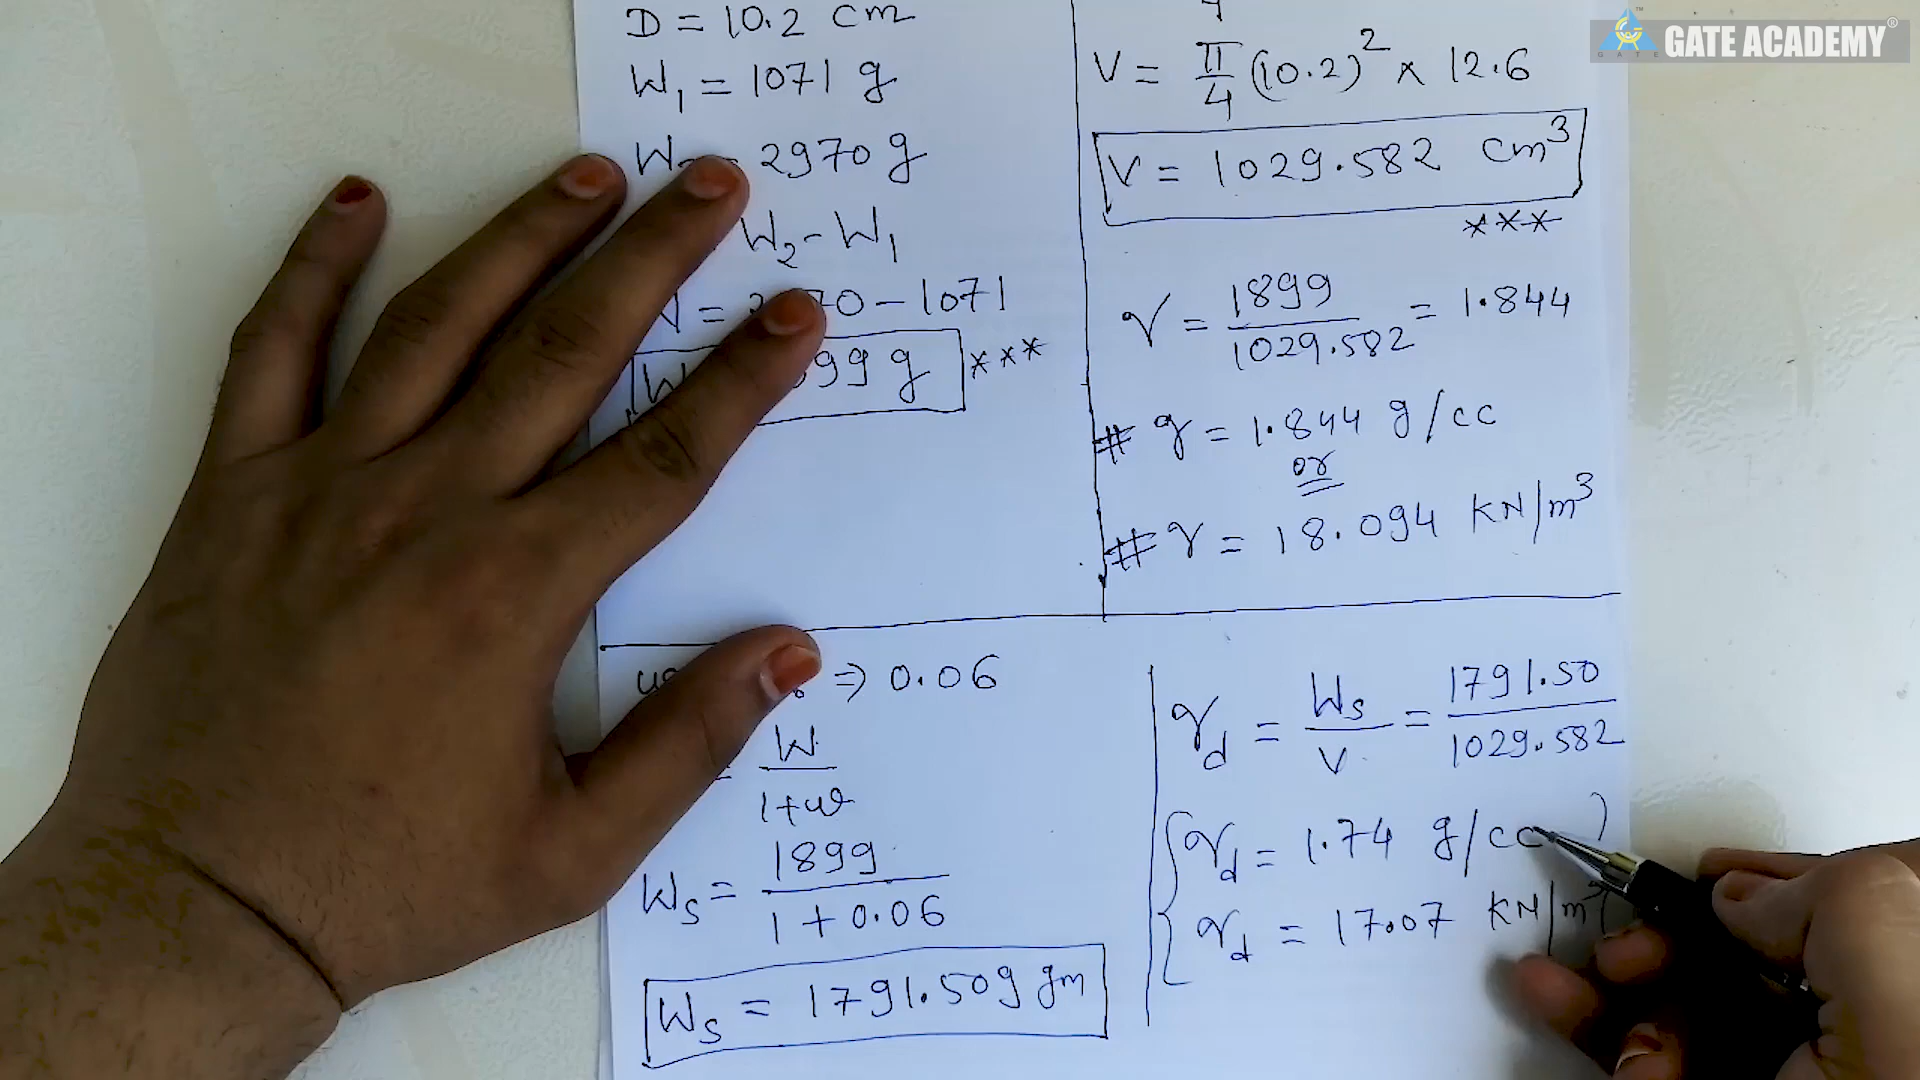 GATE ACADEMY®
GATE
D = 10.2 cm
W₁ = 1071 g
W = 2970 g
W₂ - W₁
= 70 - 1071
99 g ***
V = π/4 (10.2)² × 12.6
V = 1029.582 cm³
***
γ = 1899/1029.582 = 1.844
# γ = 1.844 g/cc
or
# γ = 18.094 KN/m³
⇒ 0.06
W/1+ω
Ws = 1899/1 + 0.06
Ws = 1791.509 gm
γd = Ws/V = 1791.50/1029.582
γd = 1.74 g/cc
γd = 17.07 KN/m³